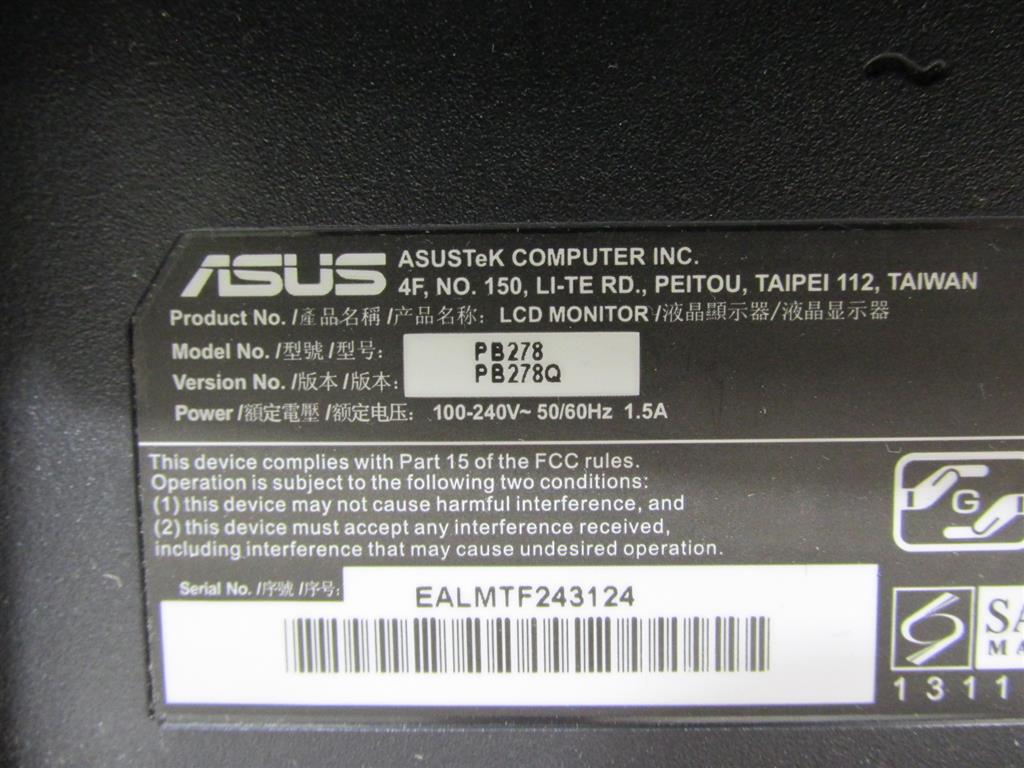 ASUS
ASUSTeK COMPUTER INC.
4F, NO. 150, LI-TE RD., PEITOU, TAIPEI 112, TAIWAN
Product No. /產品名稱 /产品名称: LCD MONITOR /液晶顯示器/液晶显示器
Model No. /型號 /型号: PB278
Version No. /版本 /版本: PB278Q
Power /額定電壓 /额定电压: 100-240V~ 50/60Hz 1.5A
This device complies with Part 15 of the FCC rules.
Operation is subject to the following two conditions:
(1) this device may not cause harmful interference, and
(2) this device must accept any interference received,
including interference that may cause undesired operation.
I G
Serial No. /序號 /序号: EALMTF243124
SA
MA
1311